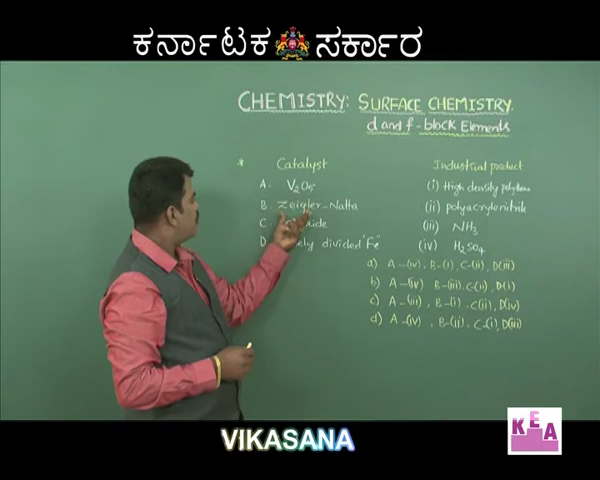 ಕರ್ನಾಟಕ ಸರ್ಕಾರ
CHEMISTRY: SURFACE CHEMISTRY.
d and f - block Elements
* Catalyst Industrial product
A. V2O5 (i) High density polythene
B. Zeigler-Natta (ii) polyacrylonitrile
C (iii) NH3
D divided "Fe" (iv) H2SO4
a) A-(iv), B-(i), C-(ii), D(iii)
b) A-(iv) B-(iii), C-(ii), D(i)
c) A-(iii), B-(i), C(ii), D(iv)
d) A-(iv), B-(ii), C-(i), D(iii)
KEA
VIKASANA